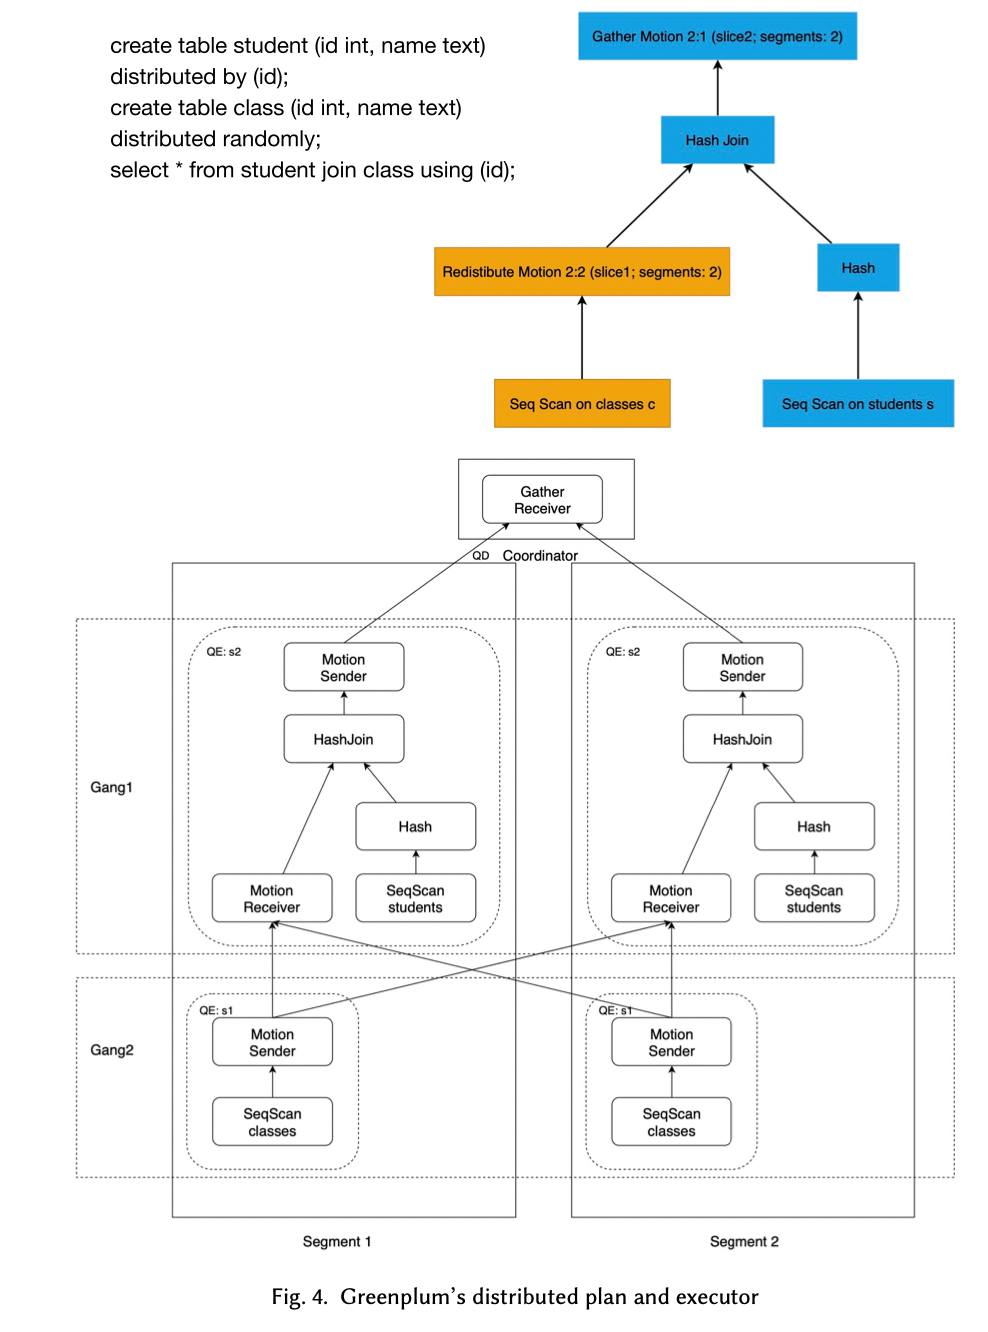 create table student (id int, name text)
distributed by (id);
create table class (id int, name text)
distributed randomly;
select * from student join class using (id);
Gather Motion 2:1 (slice2; segments: 2)
Hash Join
Redistibute Motion 2:2 (slice1; segments: 2)
Hash
Seq Scan on classes c
Seq Scan on students s
Gather
Receiver
QD Coordinator
Gang1
QE: s2
Motion
Sender
HashJoin
Hash
Motion
Receiver
SeqScan
students
QE: s2
Motion
Sender
HashJoin
Hash
Motion
Receiver
SeqScan
students
Gang2
QE: s1
Motion
Sender
SeqScan
classes
QE: s1
Motion
Sender
SeqScan
classes
Segment 1
Segment 2
Fig. 4. Greenplum's distributed plan and executor